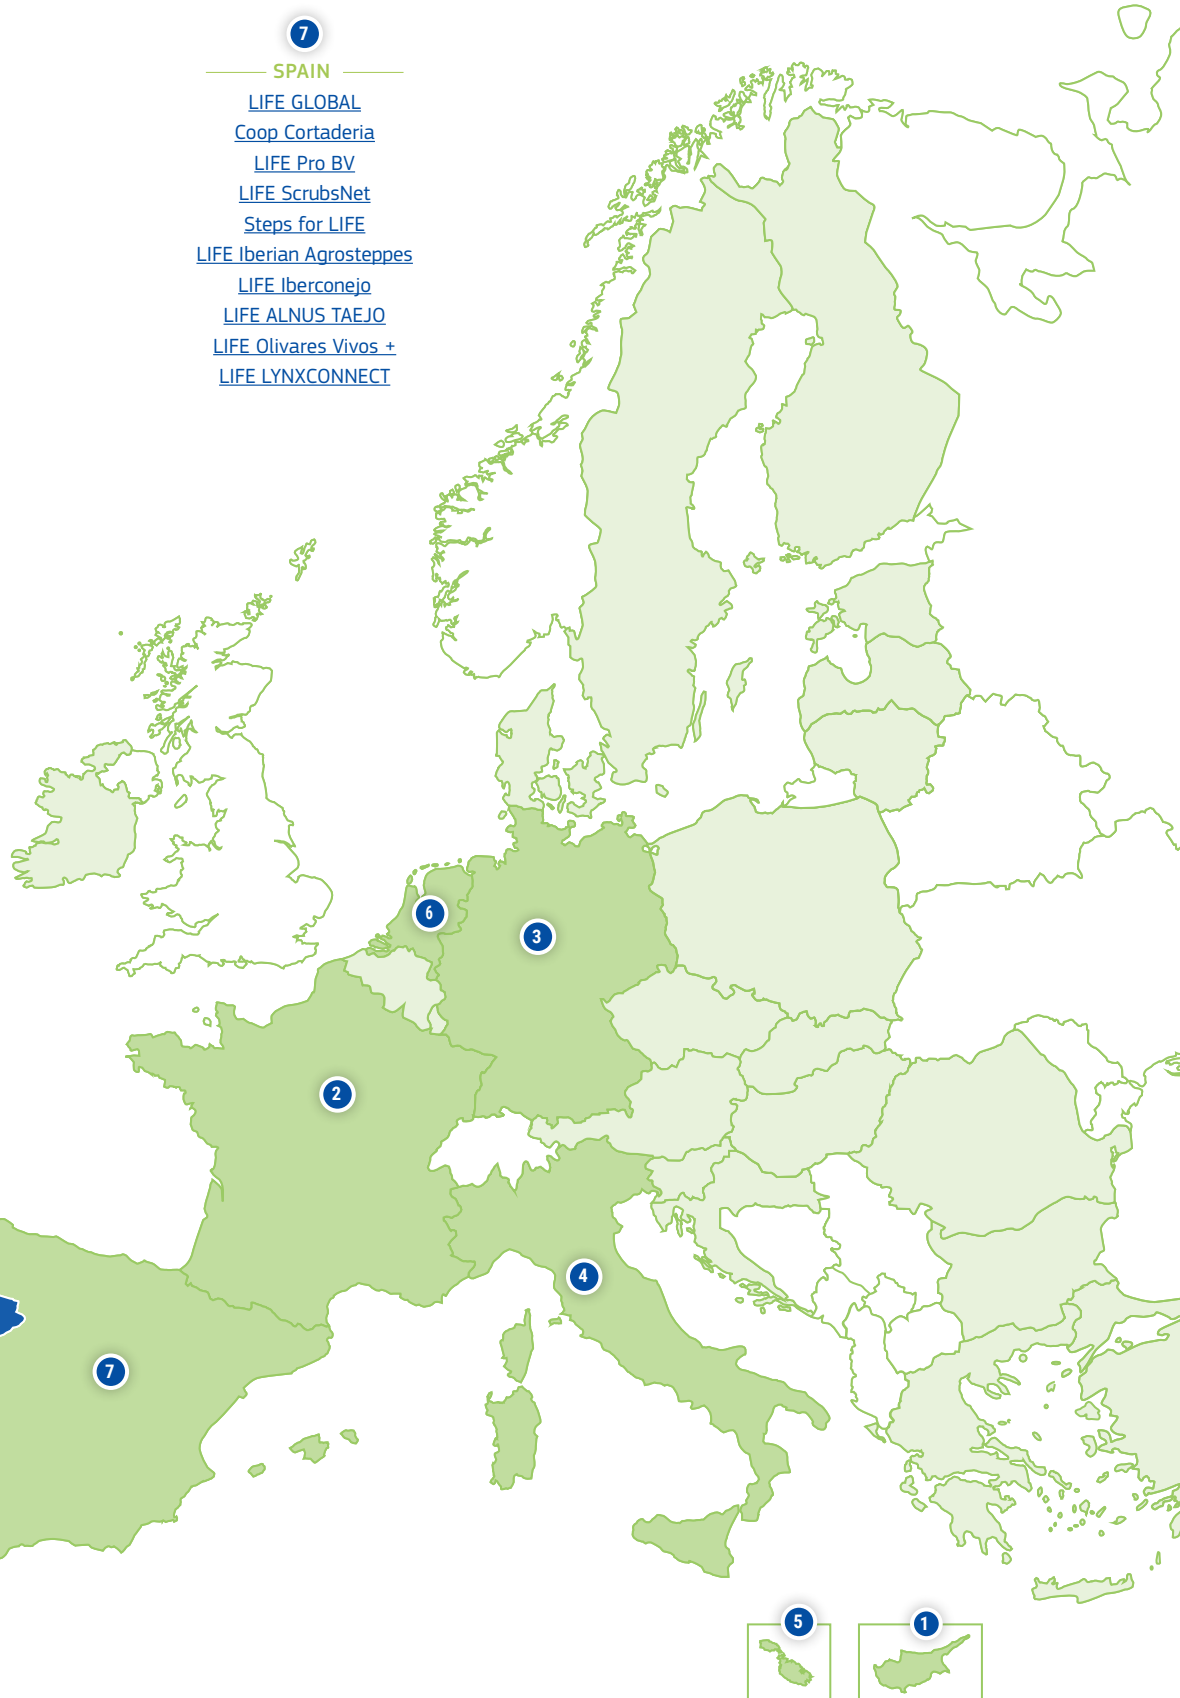 7
SPAIN
LIFE GLOBAL
Coop Cortaderia
LIFE Pro BV
LIFE ScrubsNet
Steps for LIFE
LIFE Iberian Agrosteppes
LIFE Iberconejo
LIFE ALNUS TAEJO
LIFE Olivares Vivos +
LIFE LYNXCONNECT
6
3
2
4
7
5
1